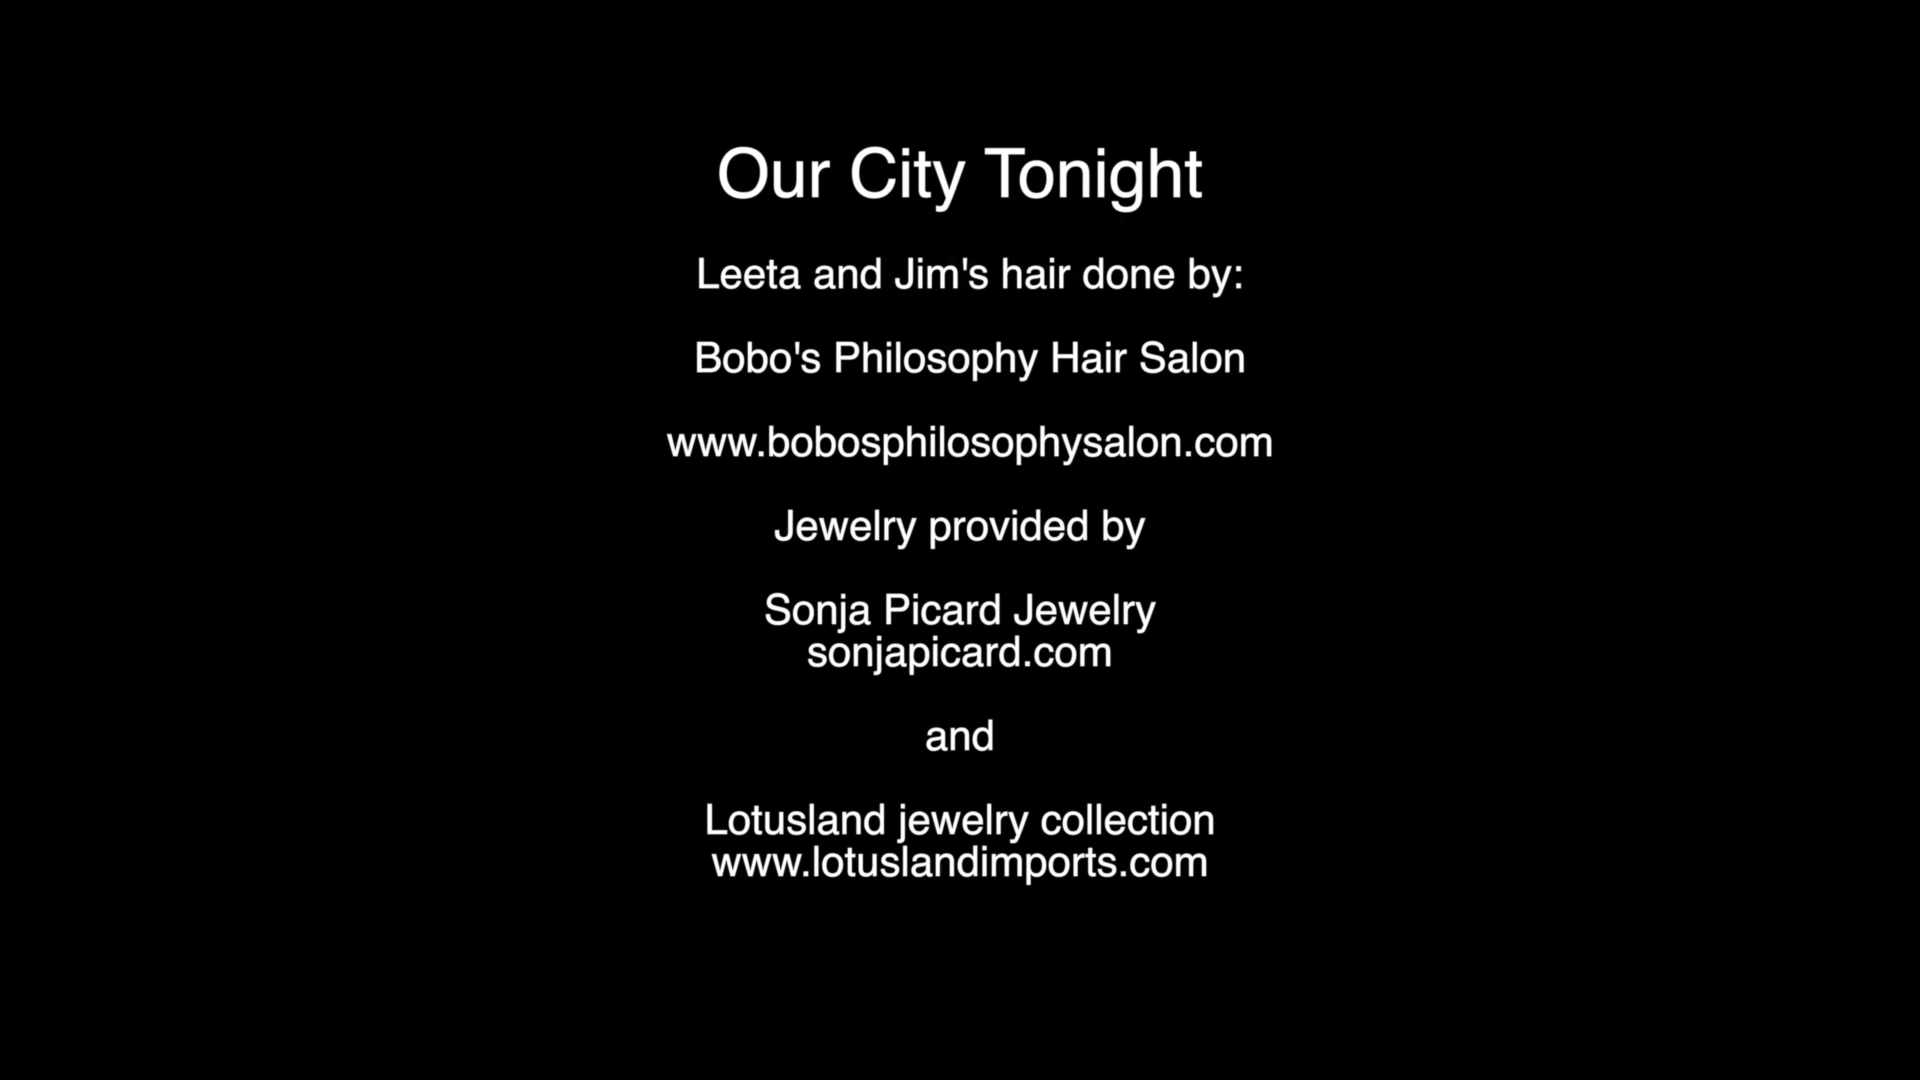 Our City Tonight
Leeta and Jim's hair done by:
Bobo's Philosophy Hair Salon
www.bobosphilosophysalon.com
Jewelry provided by
Sonja Picard Jewelry
sonjapicard.com
and
Lotusland jewelry collection
www.lotuslandimports.com